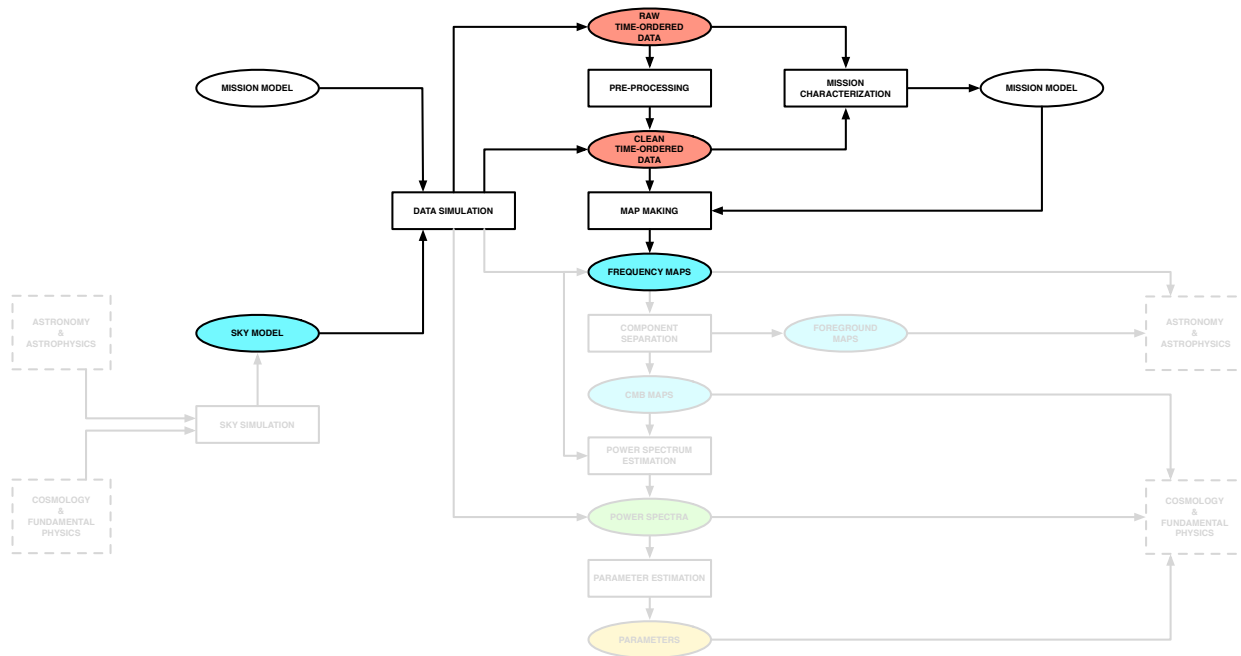 RAW
TIME-ORDERED
DATA
MISSION MODEL
PRE-PROCESSING
MISSION
CHARACTERIZATION
MISSION MODEL
CLEAN
TIME-ORDERED
DATA
DATA SIMULATION
MAP MAKING
FREQUENCY MAPS
ASTRONOMY
&
ASTROPHYSICS
SKY MODEL
COMPONENT
SEPARATION
FOREGROUND
MAPS
ASTRONOMY
&
ASTROPHYSICS
CMB MAPS
SKY SIMULATION
POWER SPECTRUM
ESTIMATION
COSMOLOGY
&
FUNDAMENTAL
PHYSICS
POWER SPECTRA
COSMOLOGY
&
FUNDAMENTAL
PHYSICS
PARAMETER ESTIMATION
PARAMETERS